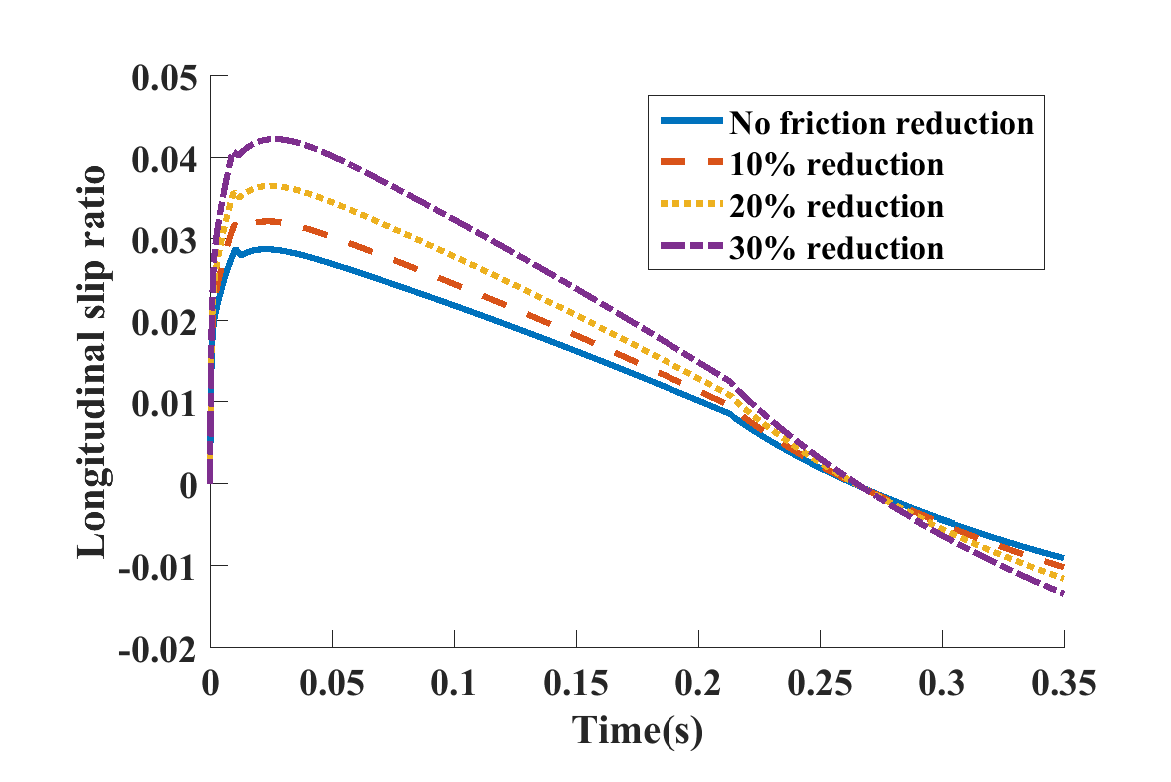 0.05
0.04
0.03
0.02
0.01
0
-0.01
-0.02
Longitudinal slip ratio
No friction reduction
10% reduction
20% reduction
30% reduction
0 0.05 0.1 0.15 0.2 0.25 0.3 0.35
Time(s)